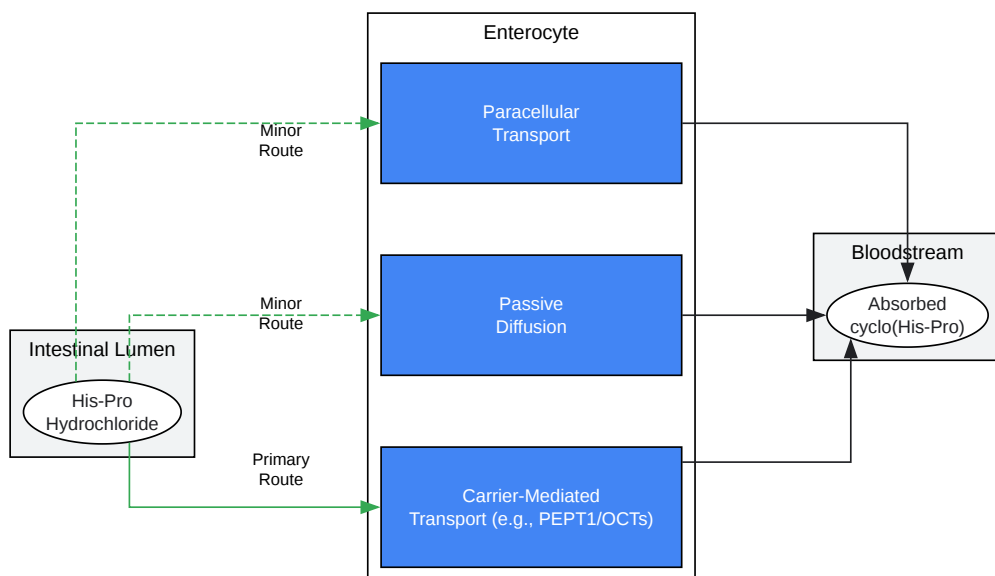 Enterocyte
Paracellular
Transport
Minor
Route
Passive
Diffusion
Minor
Route
Bloodstream
Absorbed
cyclo(His-Pro)
Intestinal Lumen
His-Pro
Hydrochloride
Primary
Route
Carrier-Mediated
Transport (e.g., PEPT1/OCTs)